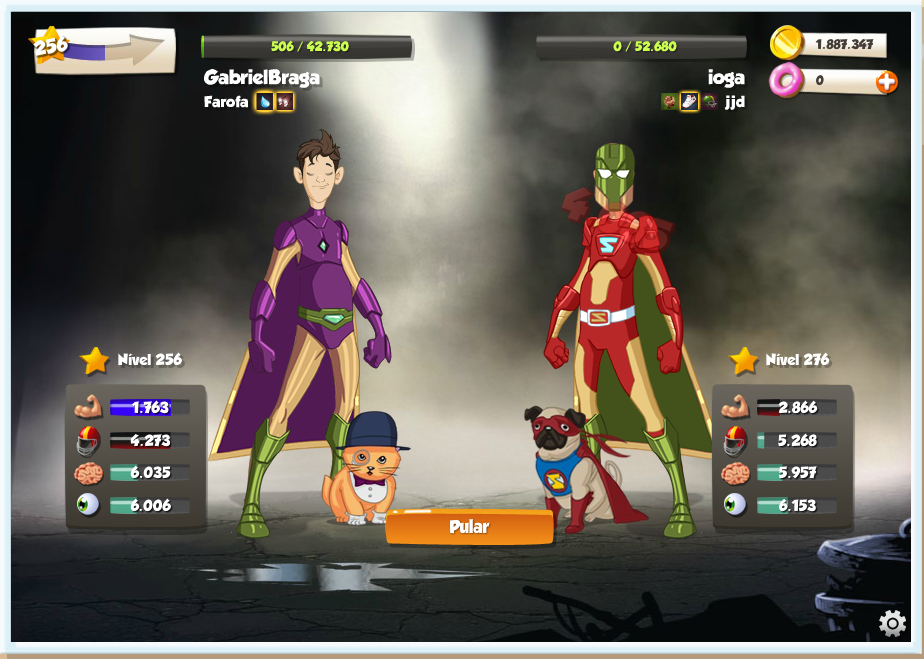 256
506 / 42.730
0 / 52.680
1.887.347
GabrielBraga
ioga
0
Farofa
jjd
S
S
Nível 256
Nível 276
1.763
2.866
4.273
5.268
6.035
5.957
S
6.006
6.153
Pular